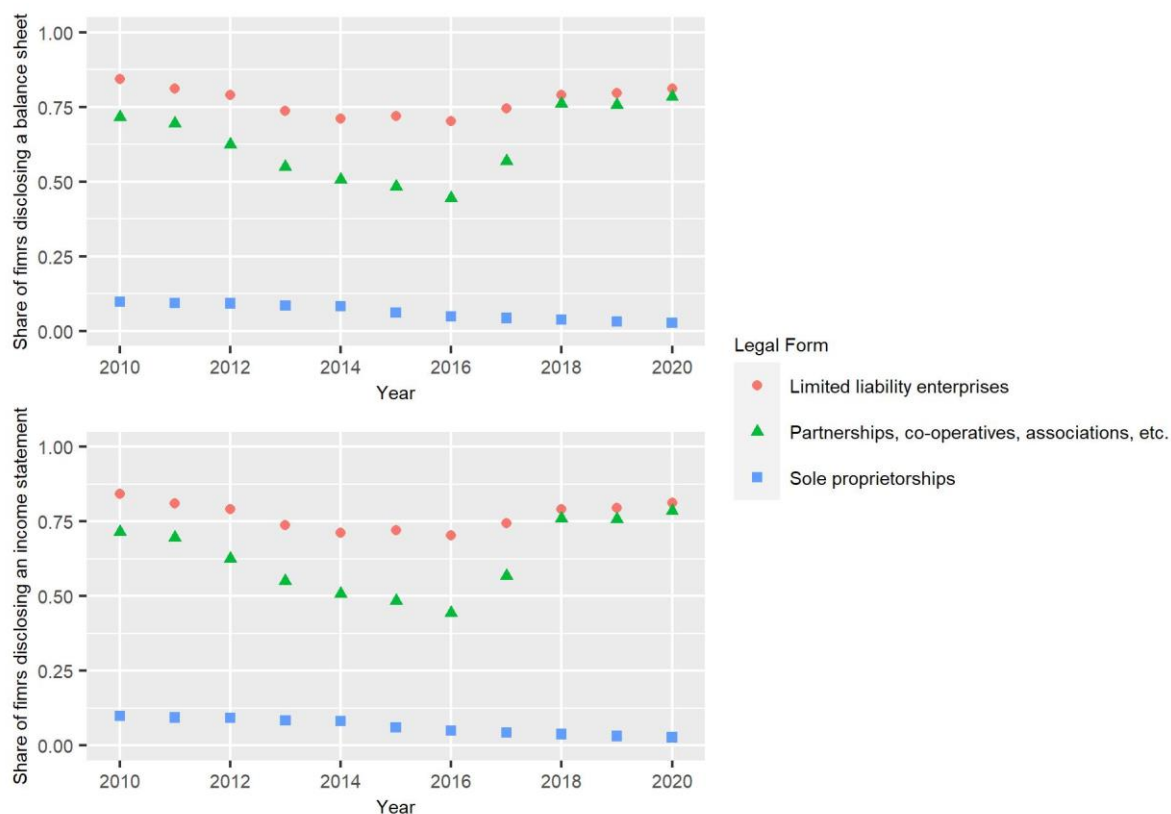 Share of fimrs disclosing a balance sheet
1.00
0.75
0.50
0.25
0.00
2010 2012 2014 2016 2018 2020
Year
Legal Form
Limited liability enterprises
Partnerships, co-operatives, associations, etc.
Sole proprietorships
Share of fimrs disclosing an income statement
1.00
0.75
0.50
0.25
0.00
2010 2012 2014 2016 2018 2020
Year